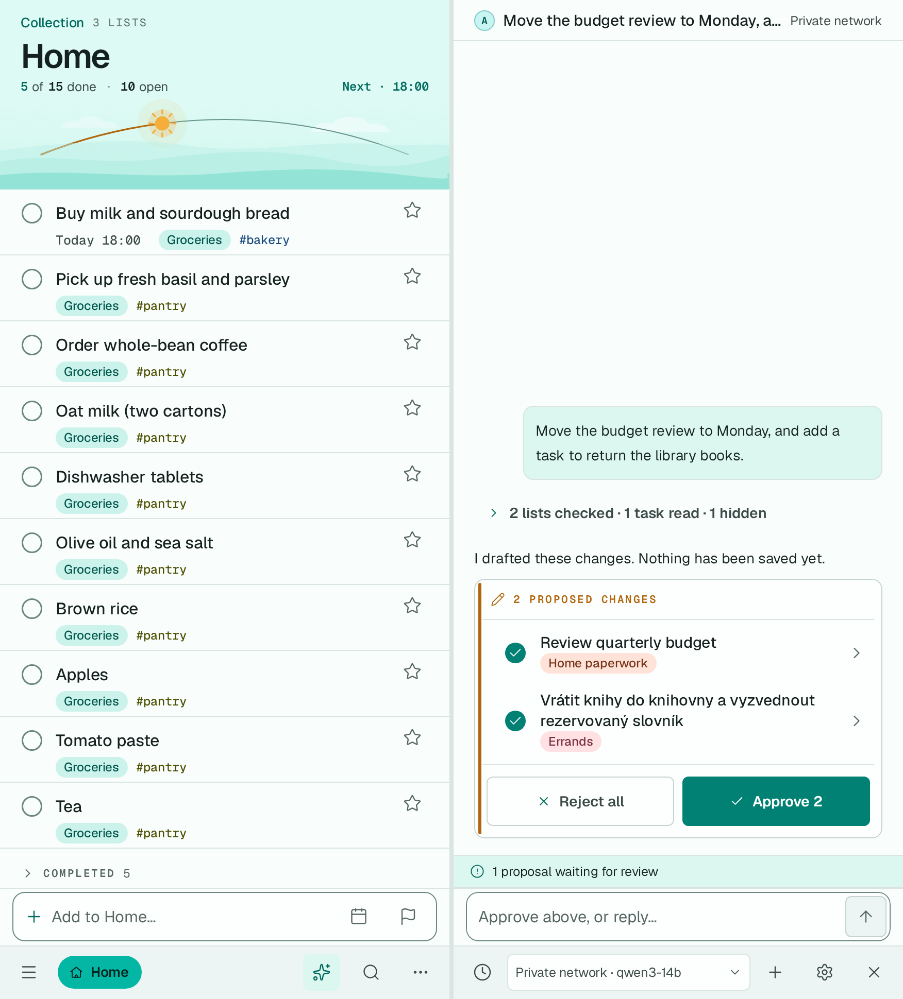 Collection 3 LISTS
Home
5 of 15 done · 10 open
Next · 18:00
Buy milk and sourdough bread
Today 18:00 Groceries #bakery
Pick up fresh basil and parsley
Groceries #pantry
Order whole-bean coffee
Groceries #pantry
Oat milk (two cartons)
Groceries #pantry
Dishwasher tablets
Groceries #pantry
Olive oil and sea salt
Groceries #pantry
Brown rice
Groceries #pantry
Apples
Groceries #pantry
Tomato paste
Groceries #pantry
Tea
Groceries #pantry
COMPLETED 5
Add to Home...
Home
A Move the budget review to Monday, a... Private network
Move the budget review to Monday, and add a
task to return the library books.
2 lists checked · 1 task read · 1 hidden
I drafted these changes. Nothing has been saved yet.
2 PROPOSED CHANGES
Review quarterly budget
Home paperwork
Vrátit knihy do knihovny a vyzvednout
rezervovaný slovník
Errands
Reject all
Approve 2
1 proposal waiting for review
Approve above, or reply...
Private network · qwen3-14b